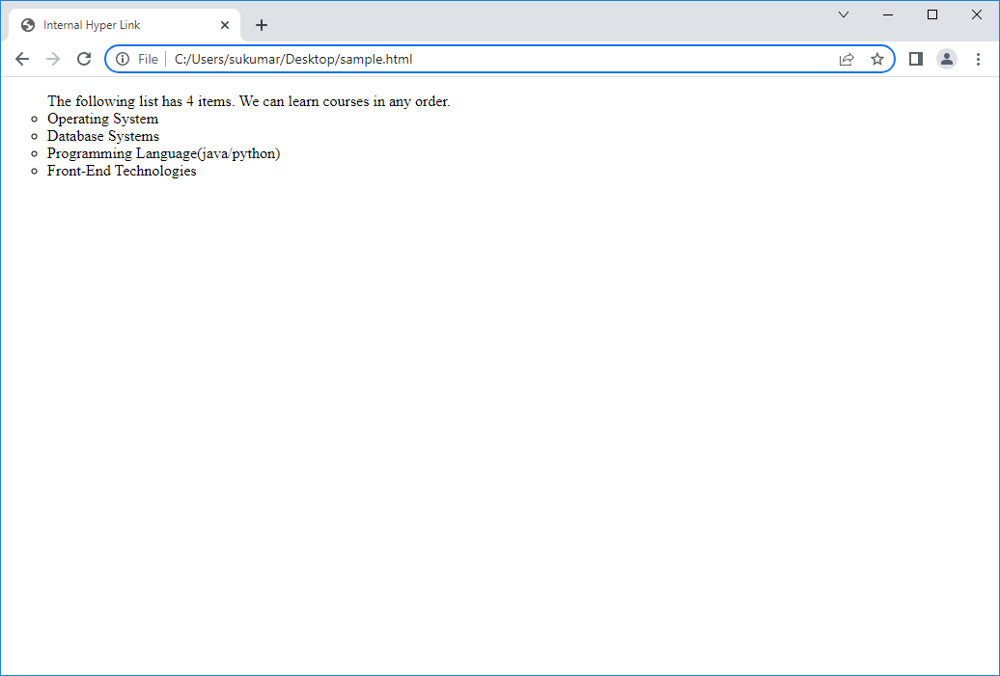 Internal Hyper Link
File C:/Users/sukumar/Desktop/sample.html
The following list has 4 items. We can learn courses in any order.
Operating System
Database Systems
Programming Language(java/python)
Front-End Technologies